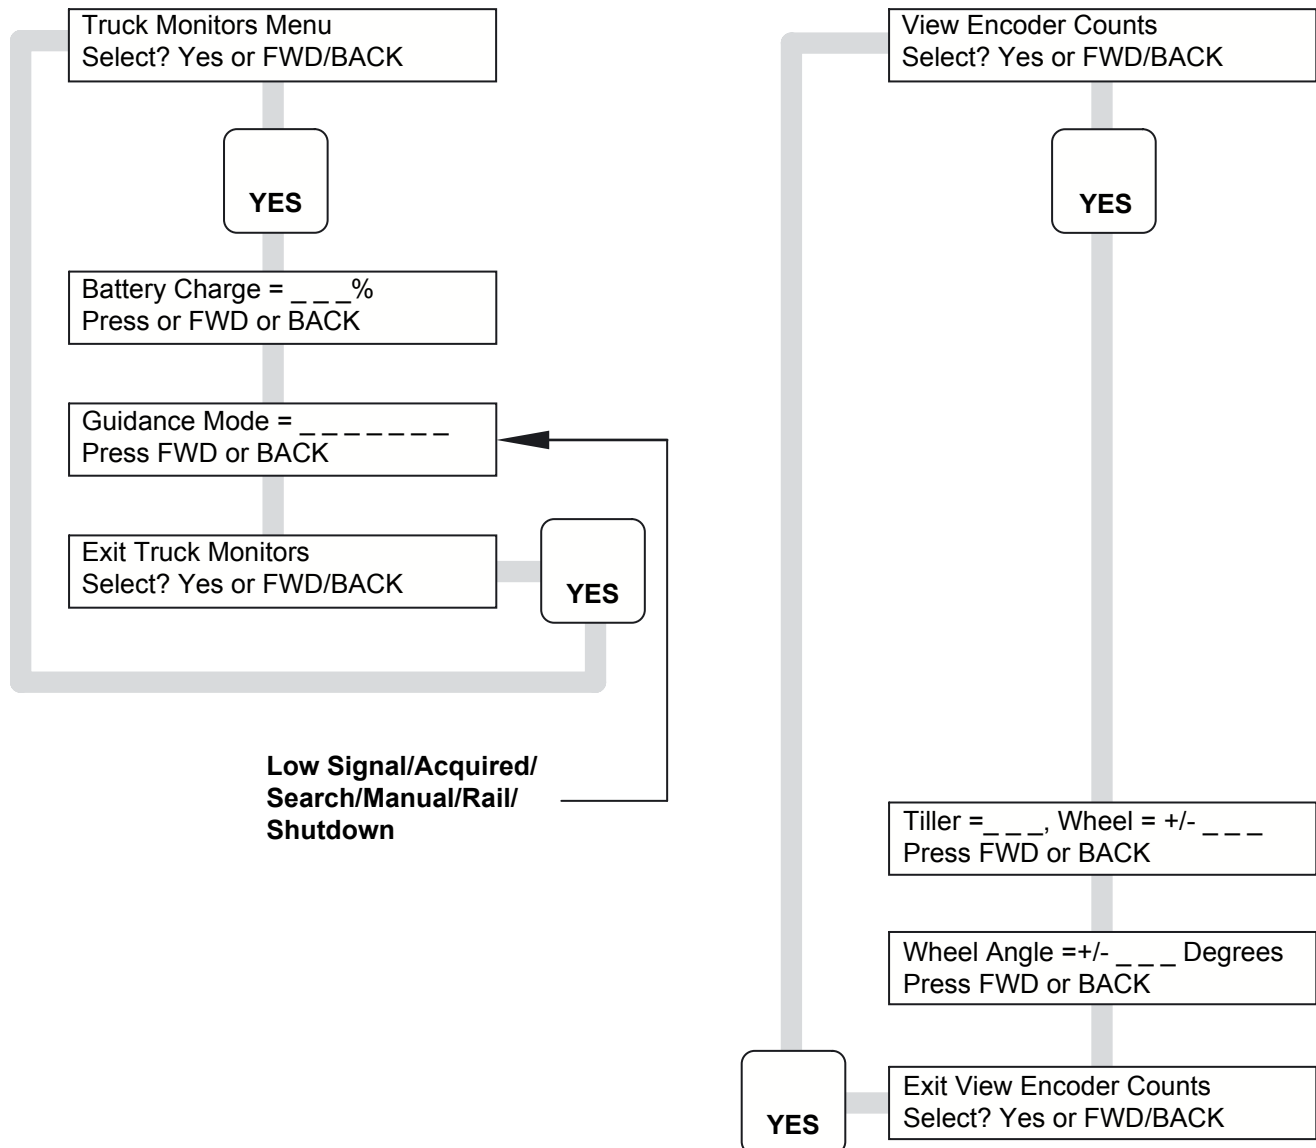 Truck Monitors Menu
Select? Yes or FWD/BACK
YES
Battery Charge = _ _ _%
Press or FWD or BACK
Guidance Mode = _ _ _ _ _ _ _
Press FWD or BACK
Exit Truck Monitors
Select? Yes or FWD/BACK
YES
Low Signal/Acquired/
Search/Manual/Rail/
Shutdown
View Encoder Counts
Select? Yes or FWD/BACK
YES
Tiller =_ _ _, Wheel = +/- _ _ _
Press FWD or BACK
Wheel Angle =+/- _ _ _ Degrees
Press FWD or BACK
Exit View Encoder Counts
Select? Yes or FWD/BACK
YES